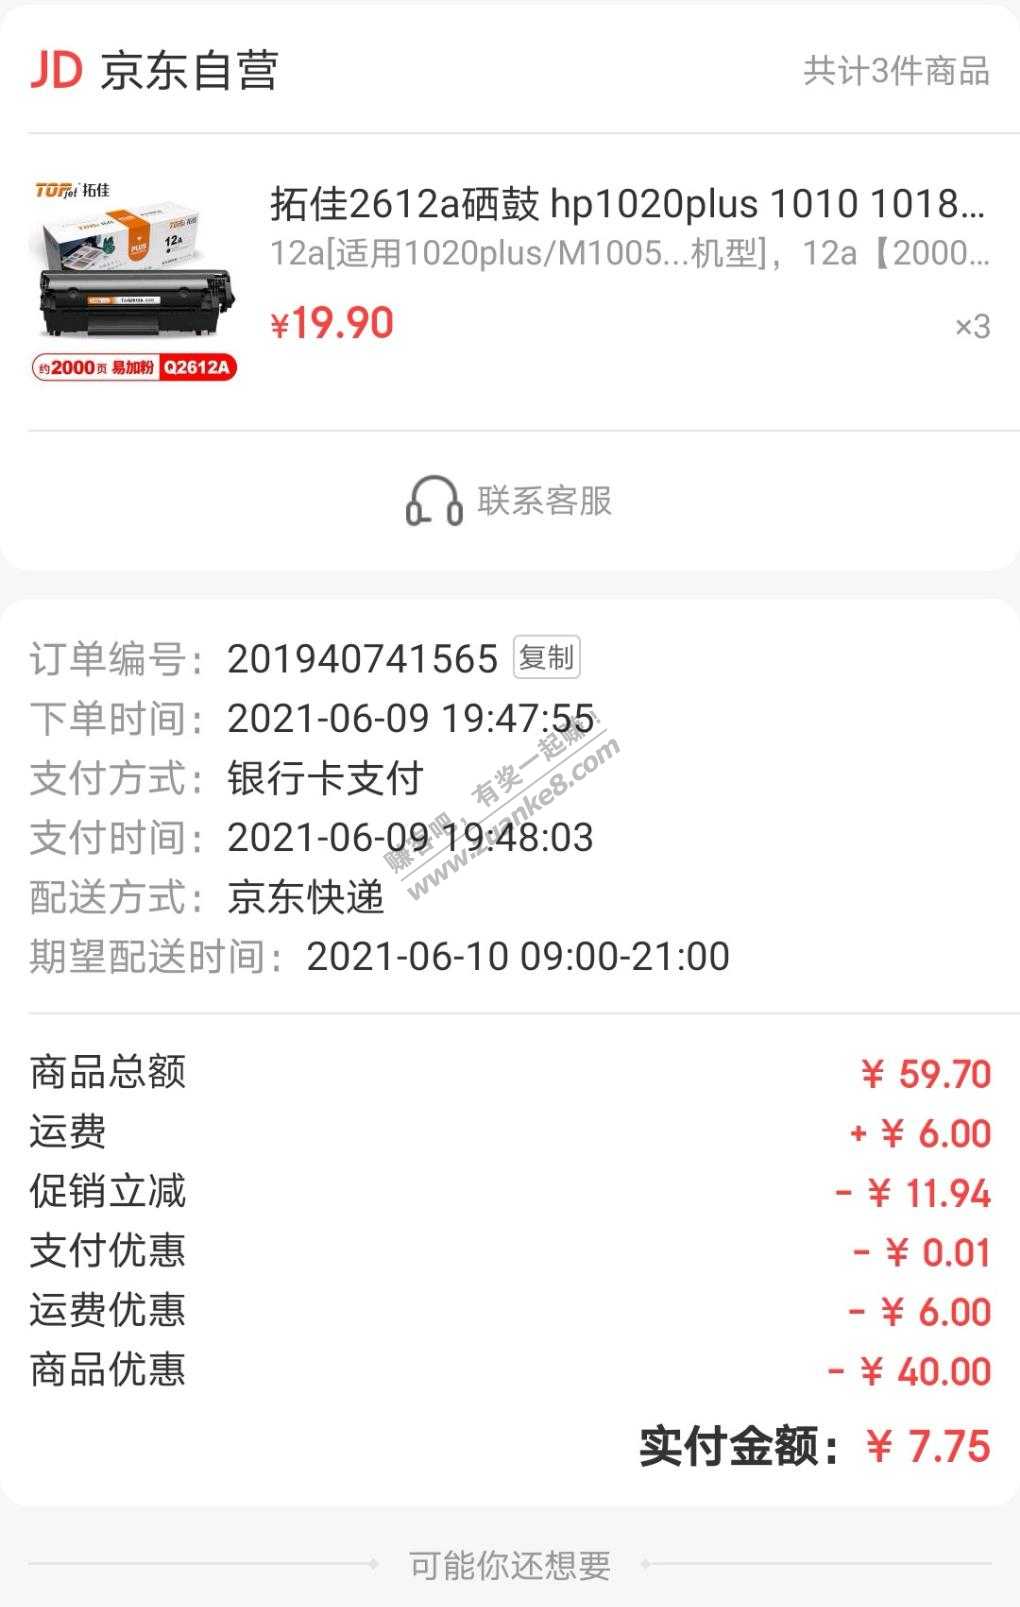 JD 京东自营 共计3件商品
TOPjet 拓佳
拓佳2612a硒鼓 hp1020plus 1010 1018...
12a[适用1020plus/M1005...机型]，12a【2000...
¥19.90 ×3
约2000页 易加粉 Q2612A
联系客服
订单编号：201940741565 复制
下单时间：2021-06-09 19:47:55
支付方式：银行卡支付
支付时间：2021-06-09 19:48:03
赚客吧，有奖一起赚！
www.zuanke8.com
配送方式：京东快递
期望配送时间：2021-06-10 09:00-21:00
商品总额 ¥ 59.70
运费 + ¥ 6.00
促销立减 - ¥ 11.94
支付优惠 - ¥ 0.01
运费优惠 - ¥ 6.00
商品优惠 - ¥ 40.00
实付金额：¥ 7.75
可能你还想要